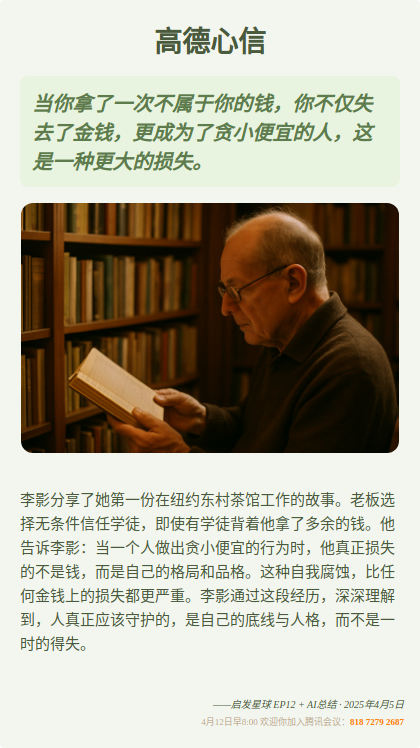 高德心信
当你拿了一次不属于你的钱，你不仅失
去了金钱，更成为了贪小便宜的人，这
是一种更大的损失。
李影分享了她第一份在纽约东村茶馆工作的故事。老板选
择无条件信任学徒，即使有学徒背着他拿了多余的钱。他
告诉李影：当一个人做出贪小便宜的行为时，他真正损失
的不是钱，而是自己的格局和品格。这种自我腐蚀，比任
何金钱上的损失都更严重。李影通过这段经历，深深理解
到，人真正应该守护的，是自己的底线与人格，而不是一
时的得失。
——启发星球 EP12 + AI总结 · 2025年4月5日
4月12日早8:00 欢迎你加入腾讯会议：818 7279 2687